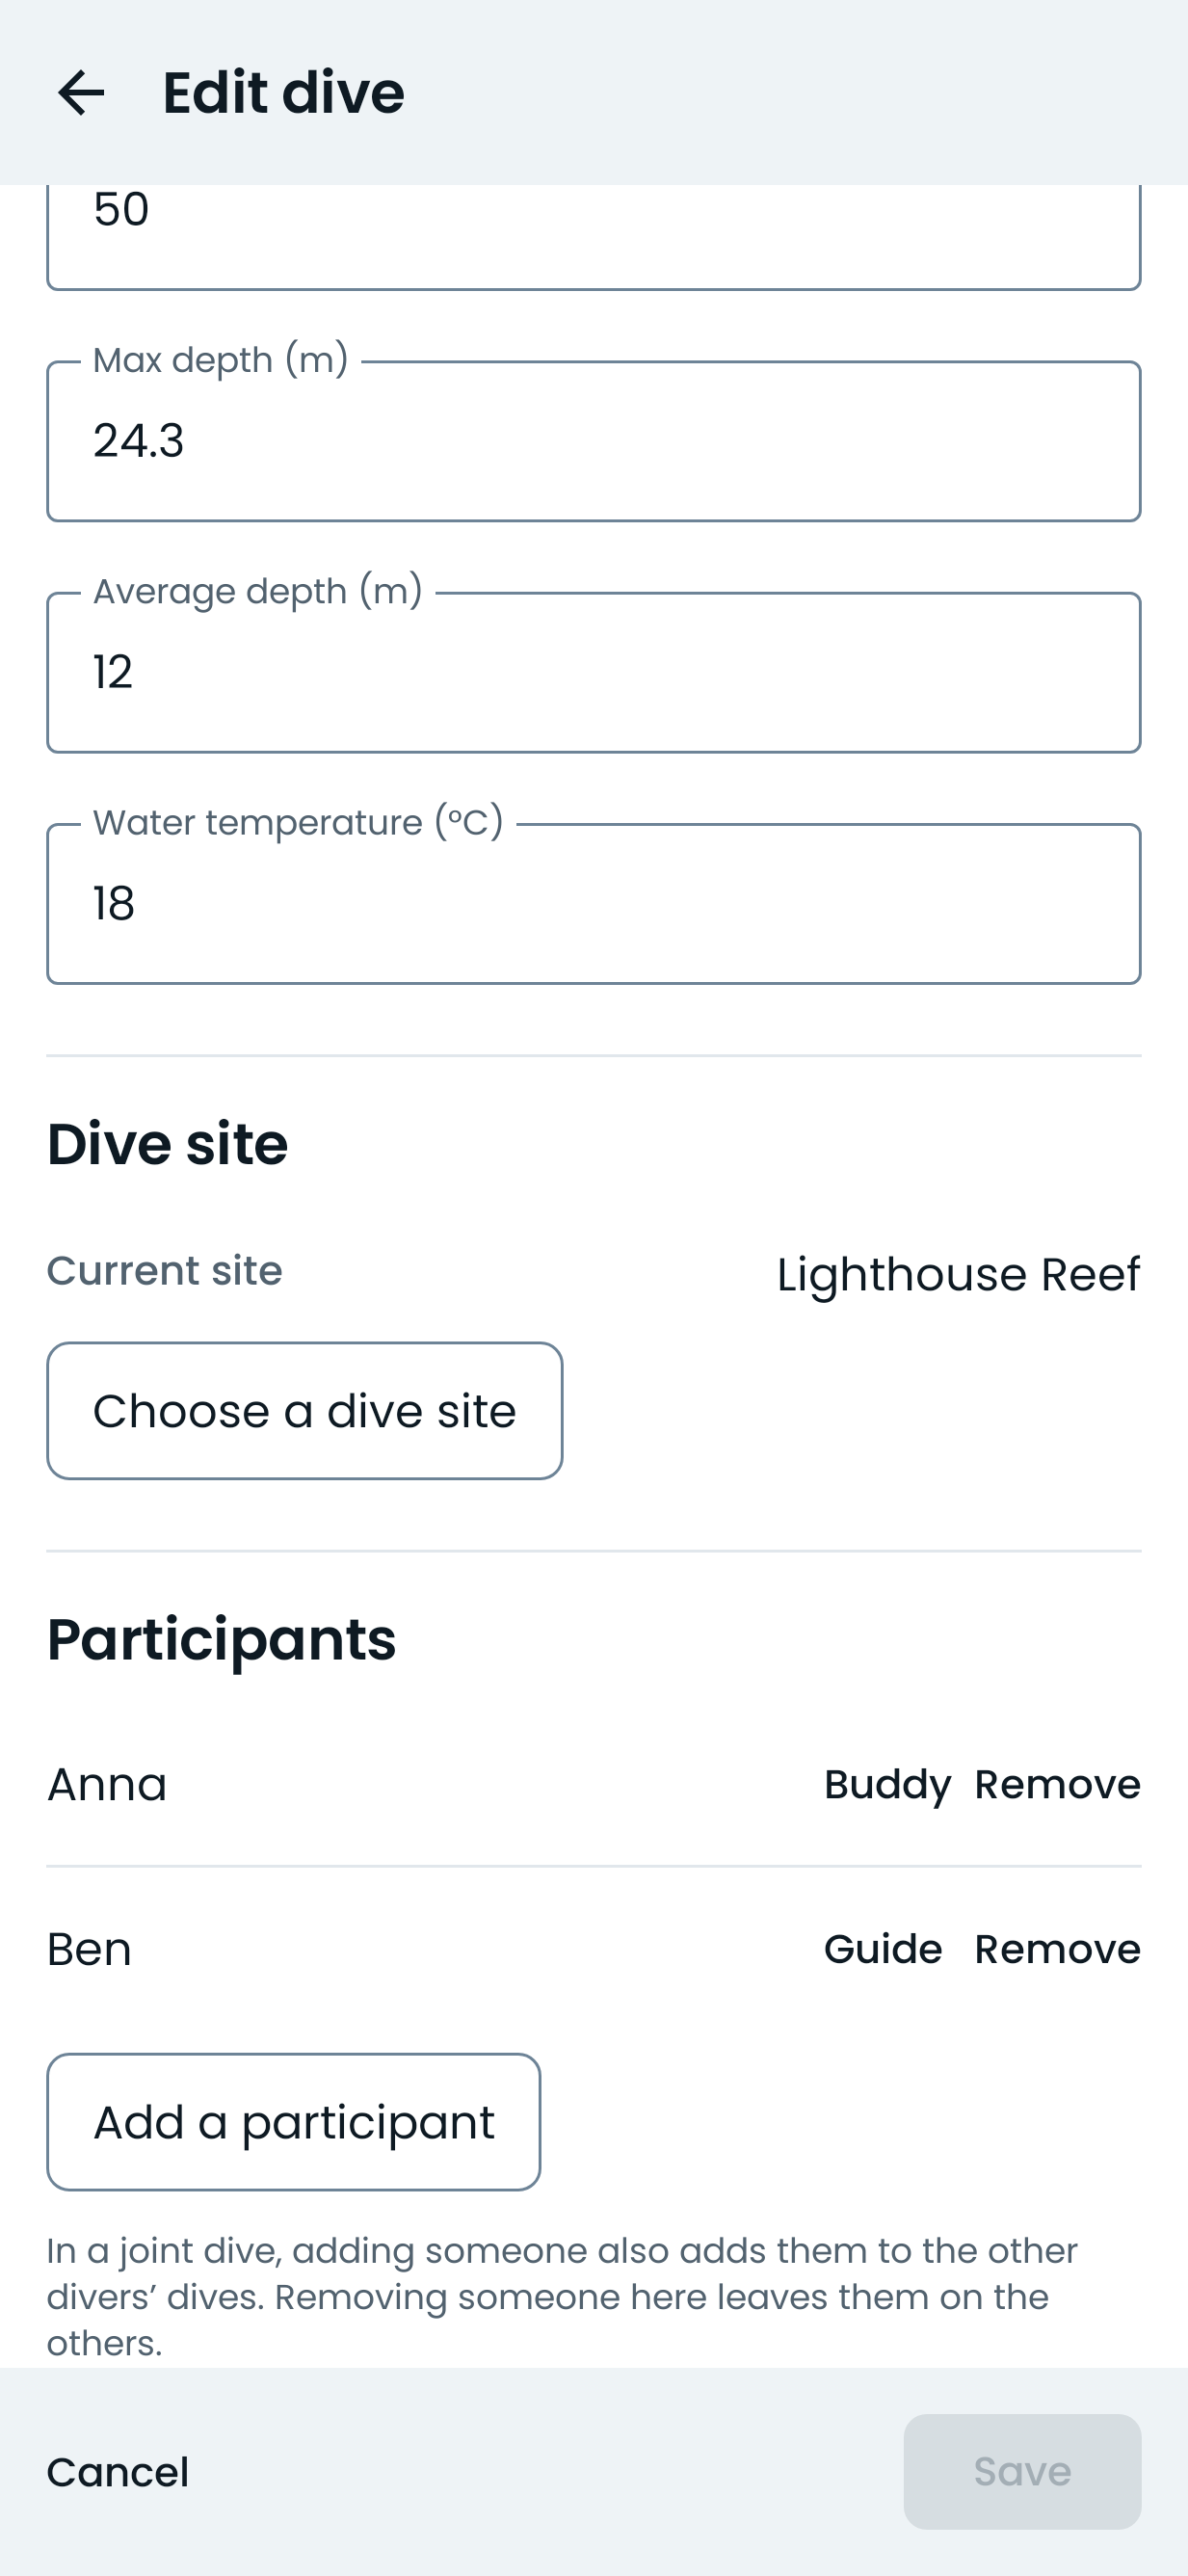 Edit dive
50
Max depth (m)
24.3
Average depth (m)
12
Water temperature (°C)
18
Dive site
Current site Lighthouse Reef
Choose a dive site
Participants
Anna Buddy Remove
Ben Guide Remove
Add a participant
In a joint dive, adding someone also adds them to the other
divers’ dives. Removing someone here leaves them on the
others.
Cancel Save